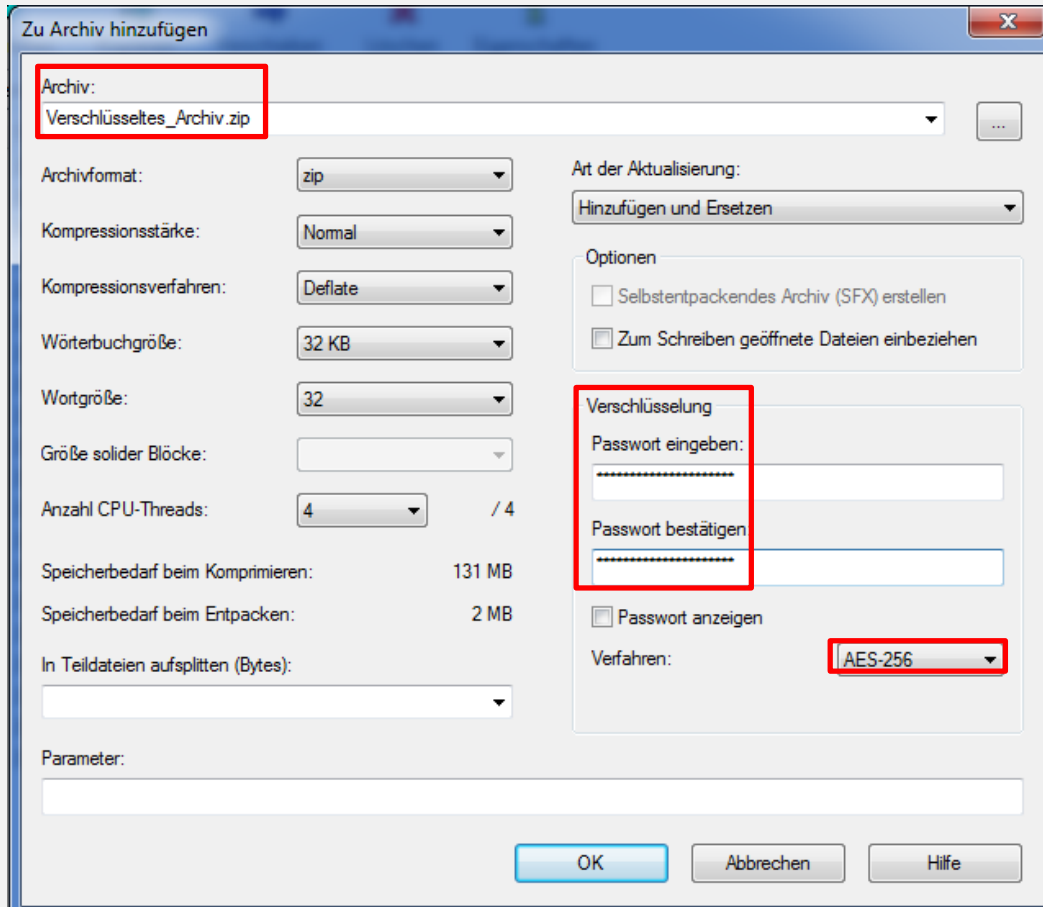 Zu Archiv hinzufügen
Archiv:
Verschlüsseltes_Archiv.zip
...
Archivformat: zip
Kompressionsstärke: Normal
Kompressionsverfahren: Deflate
Wörterbuchgröße: 32 KB
Wortgröße: 32
Größe solider Blöcke:
Anzahl CPU-Threads: 4 / 4
Speicherbedarf beim Komprimieren: 131 MB
Speicherbedarf beim Entpacken: 2 MB
In Teildateien aufsplitten (Bytes):
Art der Aktualisierung:
Hinzufügen und Ersetzen
Optionen
Selbstentpackendes Archiv (SFX) erstellen
Zum Schreiben geöffnete Dateien einbeziehen
Verschlüsselung
Passwort eingeben:
Passwort bestätigen:
Passwort anzeigen
Verfahren: AES-256
Parameter:
OK Abbrechen Hilfe